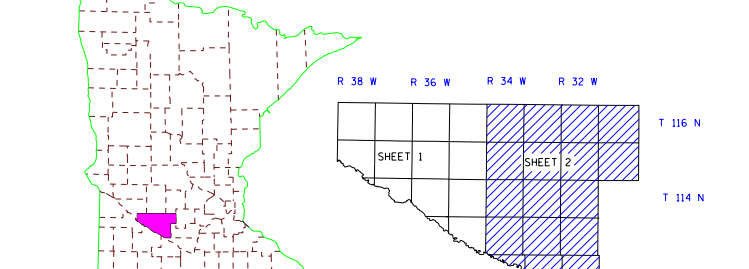 R 38 W R 36 W R 34 W R 32 W
T 116 N
SHEET 1 SHEET 2
T 114 N